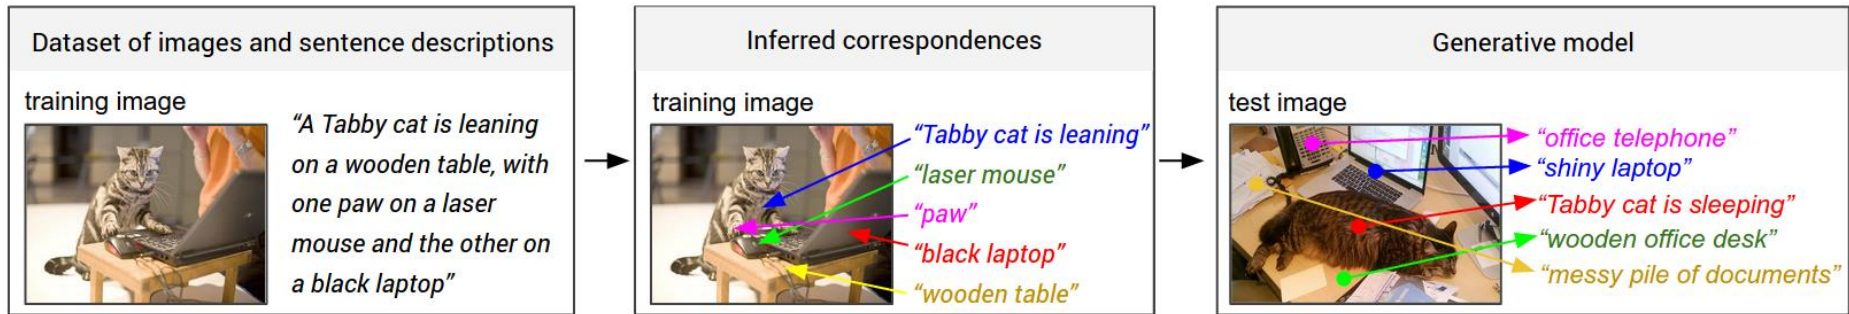 Dataset of images and sentence descriptions
training image
“A Tabby cat is leaning
on a wooden table, with
one paw on a laser
mouse and the other on
a black laptop”
Inferred correspondences
training image
“Tabby cat is leaning”
“laser mouse”
“paw”
“black laptop”
“wooden table”
Generative model
test image
“office telephone”
“shiny laptop”
“Tabby cat is sleeping”
“wooden office desk”
“messy pile of documents”